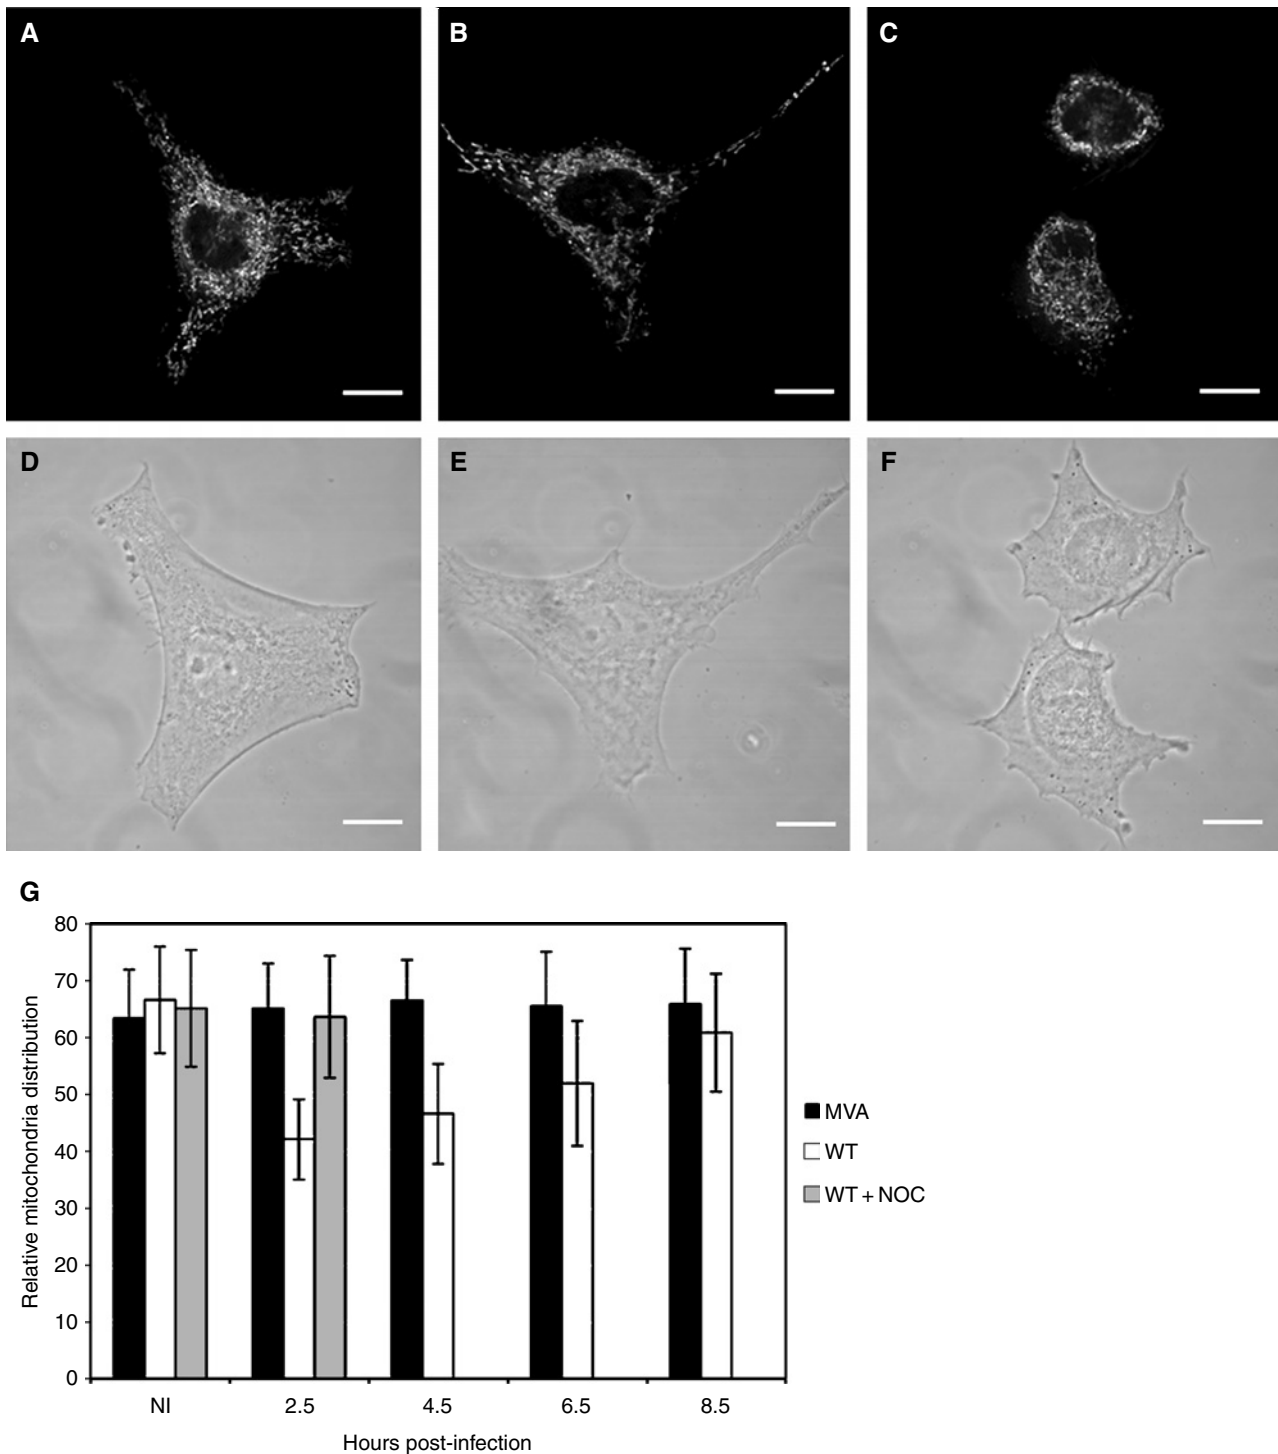 A
B
C
D
E
F
G
80
70
60
50
40
30
20
10
0
Relative mitochondria distribution
NI
2.5
4.5
6.5
8.5
Hours post-infection
MVA
WT
WT + NOC